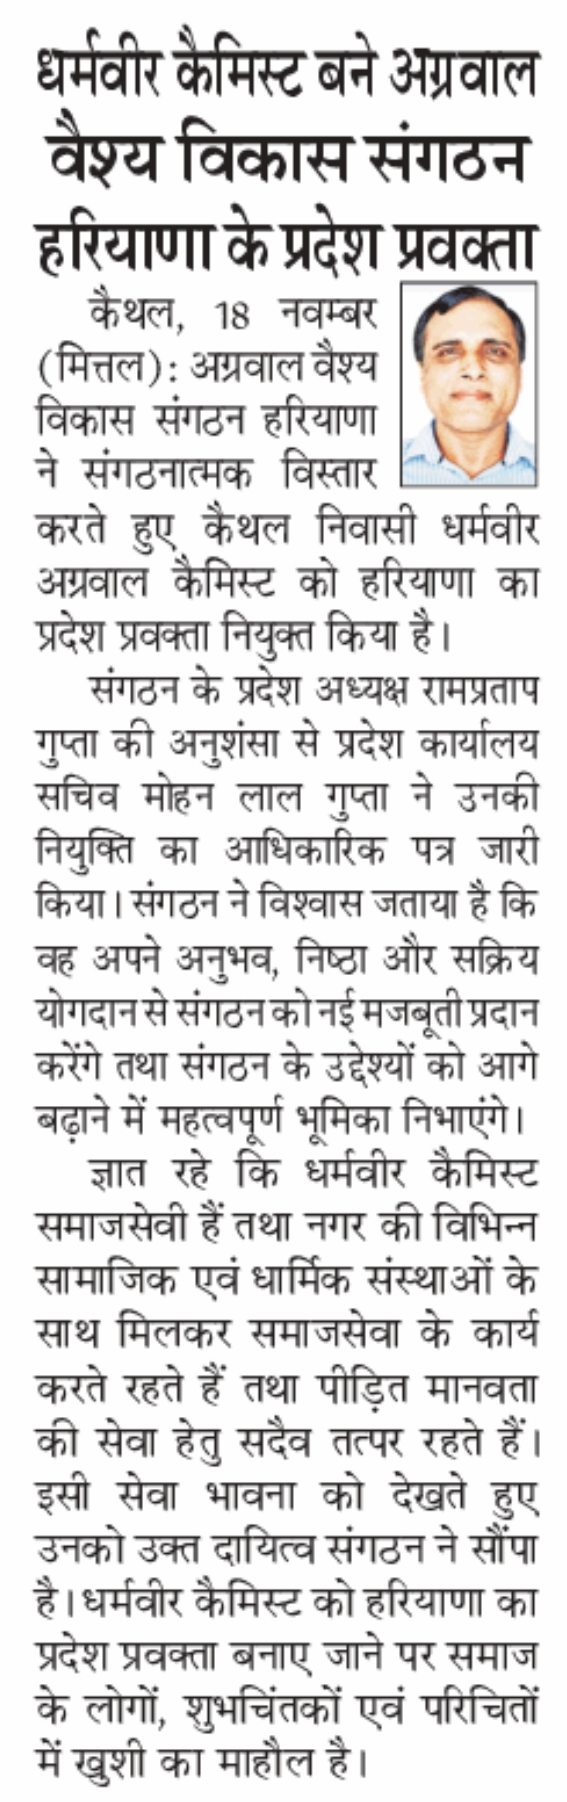 धर्मवीर कैमिस्ट बने अग्रवाल
वैश्य विकास संगठन
हरियाणा के प्रदेश प्रवक्ता
कैथल, 18 नवम्बर
(मित्तल): अग्रवाल वैश्य
विकास संगठन हरियाणा
ने संगठनात्मक विस्तार
करते हुए कैथल निवासी धर्मवीर
अग्रवाल कैमिस्ट को हरियाणा का
प्रदेश प्रवक्ता नियुक्त किया है।
संगठन के प्रदेश अध्यक्ष रामप्रताप
गुप्ता की अनुशंसा से प्रदेश कार्यालय
सचिव मोहन लाल गुप्ता ने उनकी
नियुक्ति का आधिकारिक पत्र जारी
किया। संगठन ने विश्वास जताया है कि
वह अपने अनुभव, निष्ठा और सक्रिय
योगदान से संगठन को नई मजबूती प्रदान
करेंगे तथा संगठन के उद्देश्यों को आगे
बढ़ाने में महत्वपूर्ण भूमिका निभाएंगे।
ज्ञात रहे कि धर्मवीर कैमिस्ट
समाजसेवी हैं तथा नगर की विभिन्न
सामाजिक एवं धार्मिक संस्थाओं के
साथ मिलकर समाजसेवा के कार्य
करते रहते हैं तथा पीड़ित मानवता
की सेवा हेतु सदैव तत्पर रहते हैं।
इसी सेवा भावना को देखते हुए
उनको उक्त दायित्व संगठन ने सौंपा
है। धर्मवीर कैमिस्ट को हरियाणा का
प्रदेश प्रवक्ता बनाए जाने पर समाज
के लोगों, शुभचिंतकों एवं परिचितों
में खुशी का माहौल है।